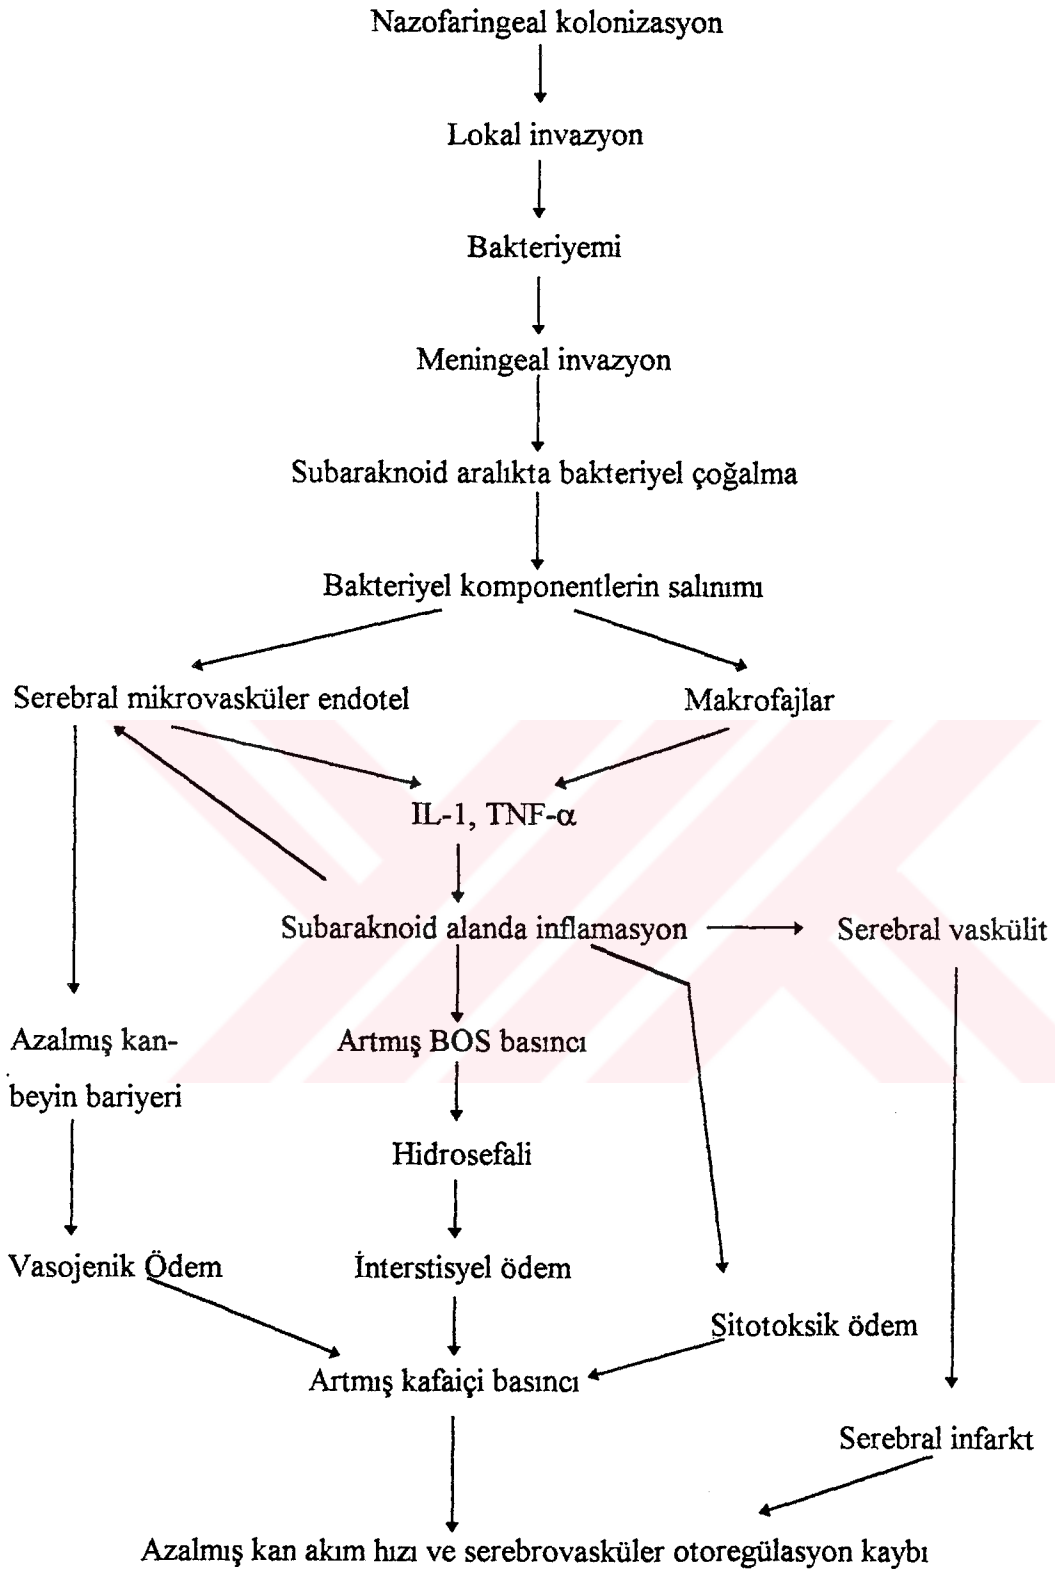 Nazofaringeal kolonizasyon
Lokal invazyon
Bakteriyemi
Meningeal invazyon
Subaraknoid aralıkta bakteriyel çoğalma
Bakteriyel komponentlerin salınımı
Serebral mikrovasküler endotel
Makrofajlar
IL-1, TNF-α
Subaraknoid alanda inflamasyon
Serebral vaskülit
Azalmış kan-
beyin bariyeri
Artmış BOS basıncı
Hidrosefali
Vasojenik Ödem
İnterstisyel ödem
Sitotoksik ödem
Artmış kafaiçi basıncı
Serebral infarkt
Azalmış kan akım hızı ve serebrovasküler otoregülasyon kaybı